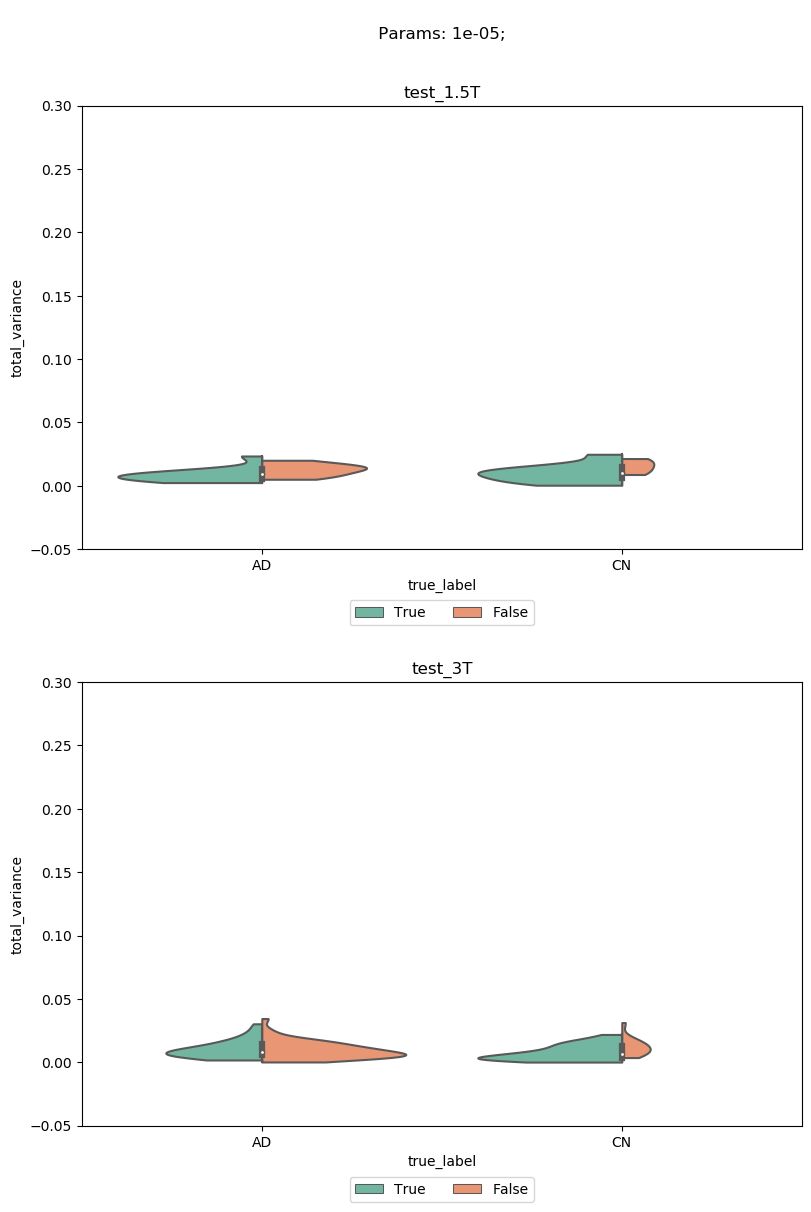 Params: 1e-05;
test_1.5T
0.30
0.25
0.20
0.15
0.10
0.05
0.00
−0.05
total_variance
AD CN
true_label
True False
test_3T
0.30
0.25
0.20
0.15
0.10
0.05
0.00
−0.05
total_variance
AD CN
true_label
True False